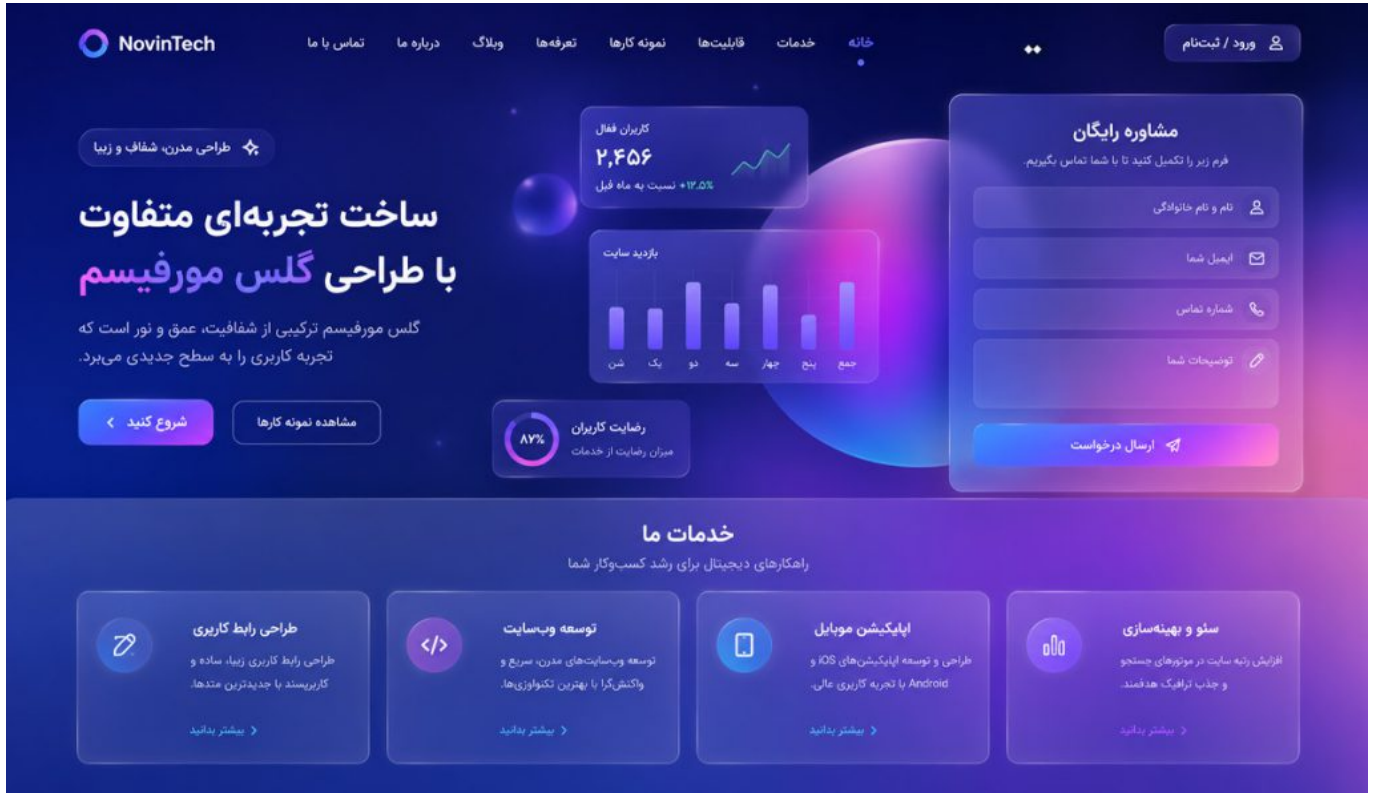 NovinTech
خانه
خدمات
قابلیت‌ها
نمونه کارها
تعرفه‌ها
وبلاگ
درباره ما
تماس با ما
ورود / ثبت‌نام
طراحی مدرن، شفاف و زیبا
ساخت تجربه‌ای متفاوت
با طراحی گلس مورفیسم
گلس مورفیسم ترکیبی از شفافیت، عمق و نور است که
تجربه کاربری را به سطح جدیدی می‌برد.
شروع کنید
مشاهده نمونه کارها
کاربران فعال
۲,۴۵۶
+۱۲.۵% نسبت به ماه قبل
بازدید سایت
شن
یک
دو
سه
چهار
پنج
جمع
رضایت کاربران
میزان رضایت از خدمات
۸۷%
مشاوره رایگان
فرم زیر را تکمیل کنید تا با شما تماس بگیریم.
نام و نام خانوادگی
ایمیل شما
شماره تماس
توضیحات شما
ارسال درخواست
خدمات ما
راهکارهای دیجیتال برای رشد کسب‌وکار شما
سئو و بهینه‌سازی
افزایش رتبه سایت در موتورهای جستجو
و جذب ترافیک هدفمند.
بیشتر بدانید
اپلیکیشن موبایل
طراحی و توسعه اپلیکیشن‌های iOS و
Android با تجربه کاربری عالی.
بیشتر بدانید
توسعه وب‌سایت
توسعه وب‌سایت‌های مدرن، سریع و
واکنش‌گرا با بهترین تکنولوژی‌ها.
بیشتر بدانید
طراحی رابط کاربری
طراحی رابط کاربری زیبا، ساده و
کاربرپسند با جدیدترین متدها.
بیشتر بدانید